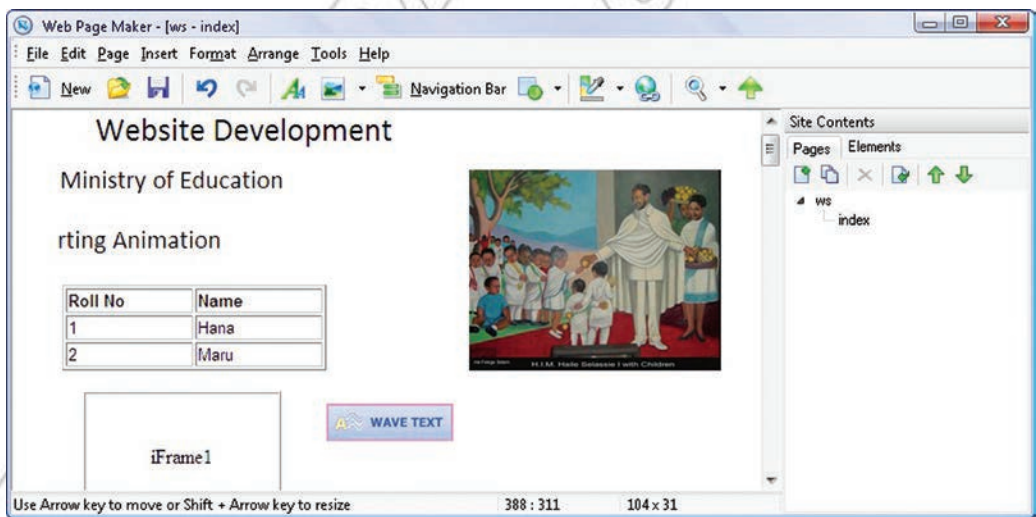 Web Page Maker - [ws - index]
File Edit Page Insert Format Arrange Tools Help
New Navigation Bar
Site Contents
Pages Elements
ws
index
Website Development
Ministry of Education
rting Animation
Roll No Name
1 Hana
2 Maru
H.I.M. Haile Selassie I with Children
WAVE TEXT
iFrame1
Use Arrow key to move or Shift + Arrow key to resize 388 : 311 104 x 31